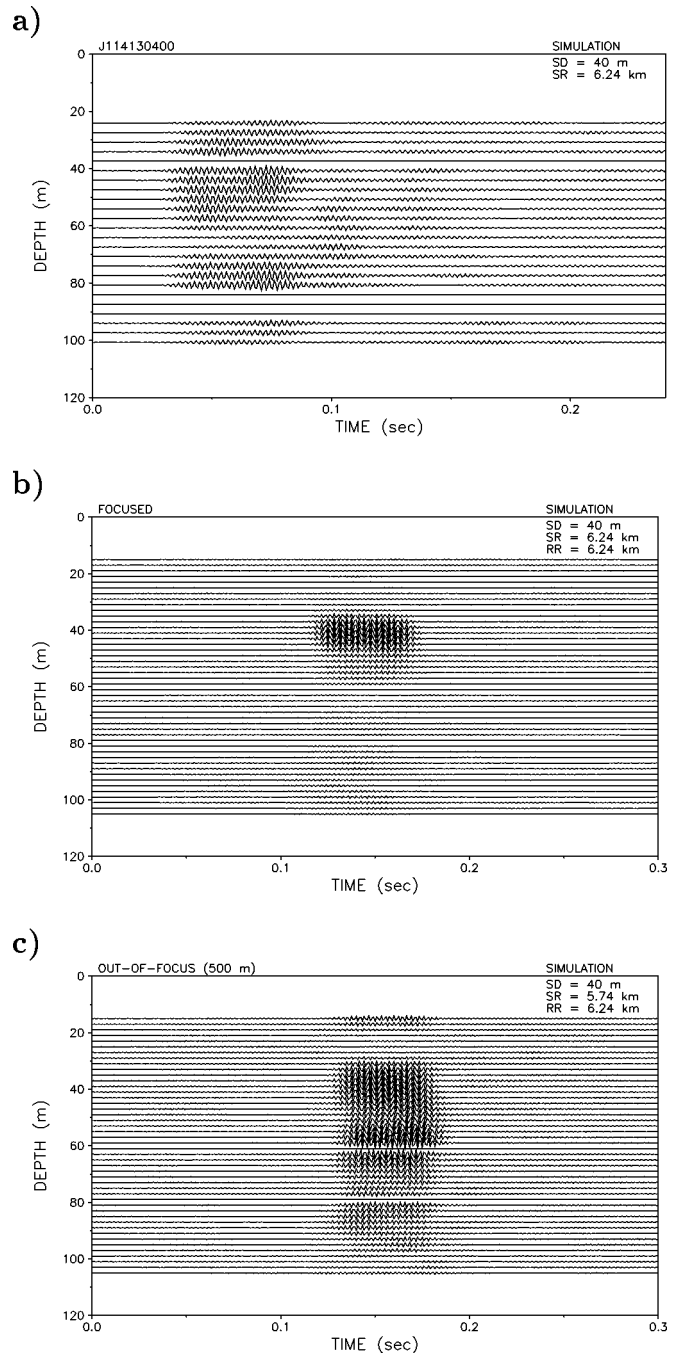 a)
J114130400
SIMULATION
SD = 40 m
SR = 6.24 km
0
20
40
60
80
100
120
DEPTH (m)
0.0
0.1
0.2
TIME (sec)
b)
FOCUSED
SIMULATION
SD = 40 m
SR = 6.24 km
RR = 6.24 km
0
20
40
60
80
100
120
DEPTH (m)
0.0
0.1
0.2
0.3
TIME (sec)
c)
OUT-OF-FOCUS (500 m)
SIMULATION
SD = 40 m
SR = 5.74 km
RR = 6.24 km
0
20
40
60
80
100
120
DEPTH (m)
0.0
0.1
0.2
0.3
TIME (sec)